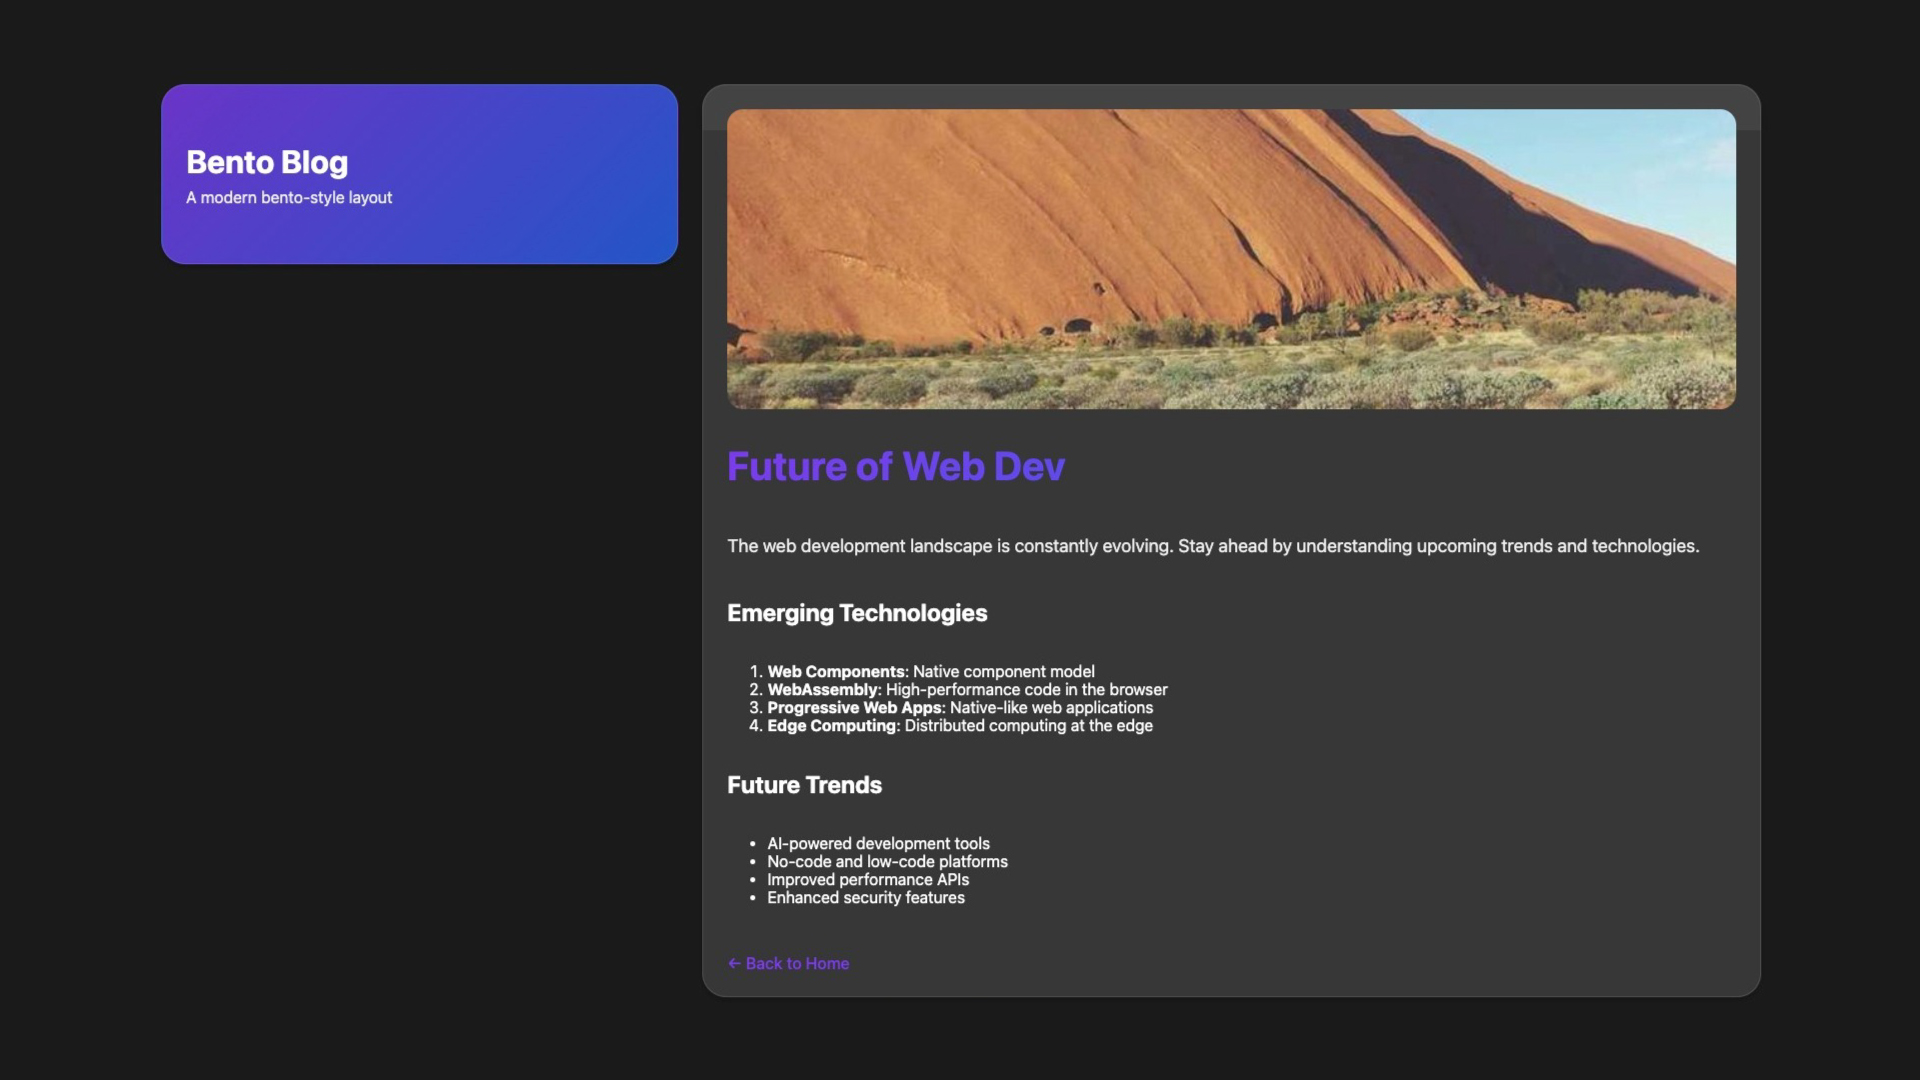 Bento Blog
A modern bento-style layout
Future of Web Dev
The web development landscape is constantly evolving. Stay ahead by understanding upcoming trends and technologies.
Emerging Technologies
1. Web Components: Native component model
2. WebAssembly: High-performance code in the browser
3. Progressive Web Apps: Native-like web applications
4. Edge Computing: Distributed computing at the edge
Future Trends
• AI-powered development tools
• No-code and low-code platforms
• Improved performance APIs
• Enhanced security features
← Back to Home